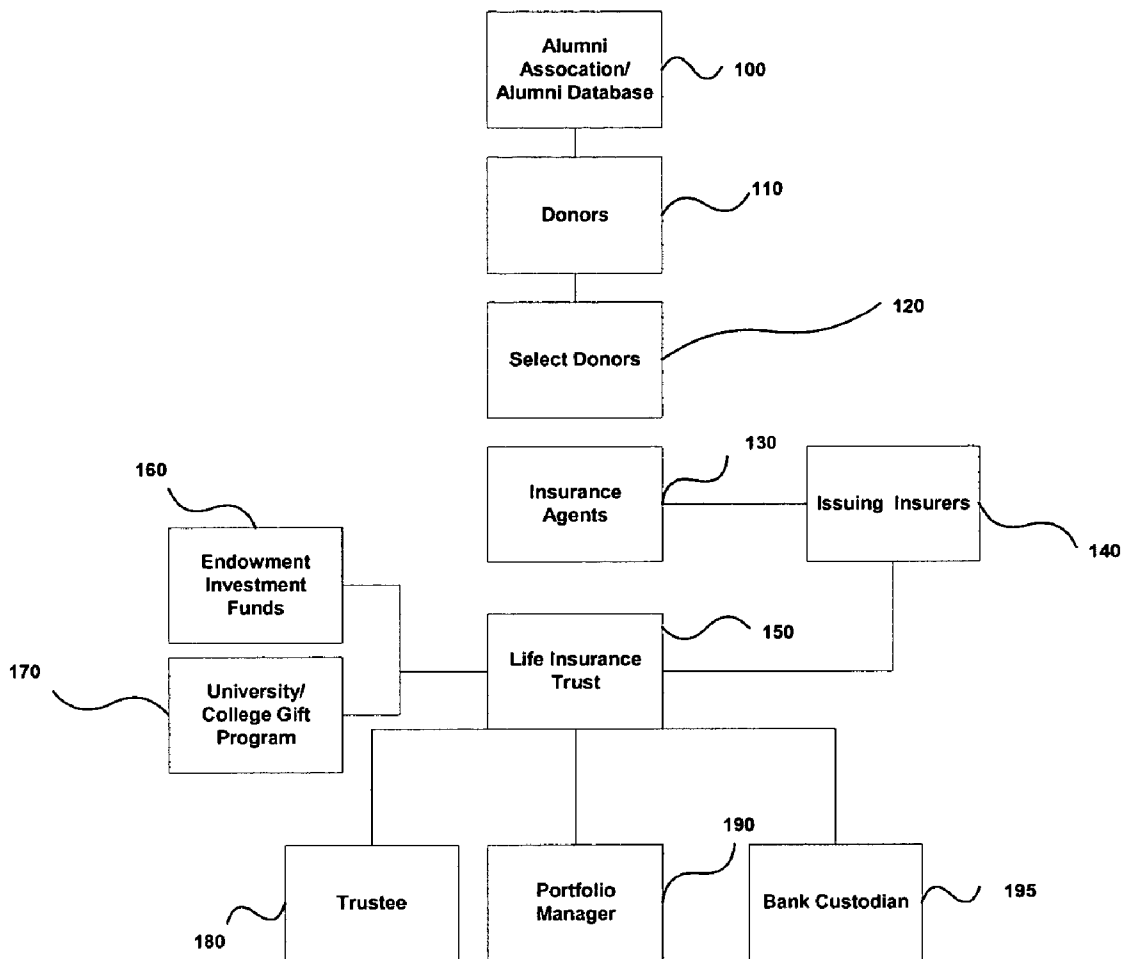 Alumni
Assocation/
Alumni Database
100
Donors
110
Select Donors
120
Insurance
Agents
130
Issuing Insurers
140
160
Endowment
Investment
Funds
Life Insurance
Trust
150
170
University/
College Gift
Program
Trustee
180
Portfolio
Manager
190
Bank Custodian
195